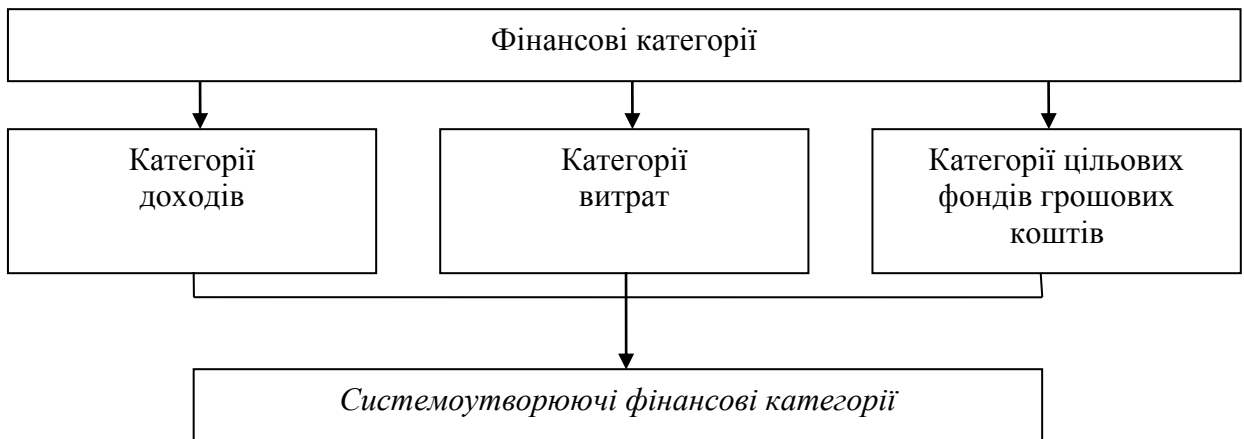 Фінансові категорії
Категорії
доходів
Категорії
витрат
Категорії цільових
фондів грошових
коштів
Системоутворюючі фінансові категорії